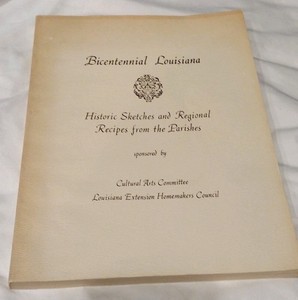 Bicentennial Louisiana
Historic Sketches and Regional
Recipes from the Parishes
sponsored by
Cultural Arts Committee
Louisiana Extension Homemakers Council